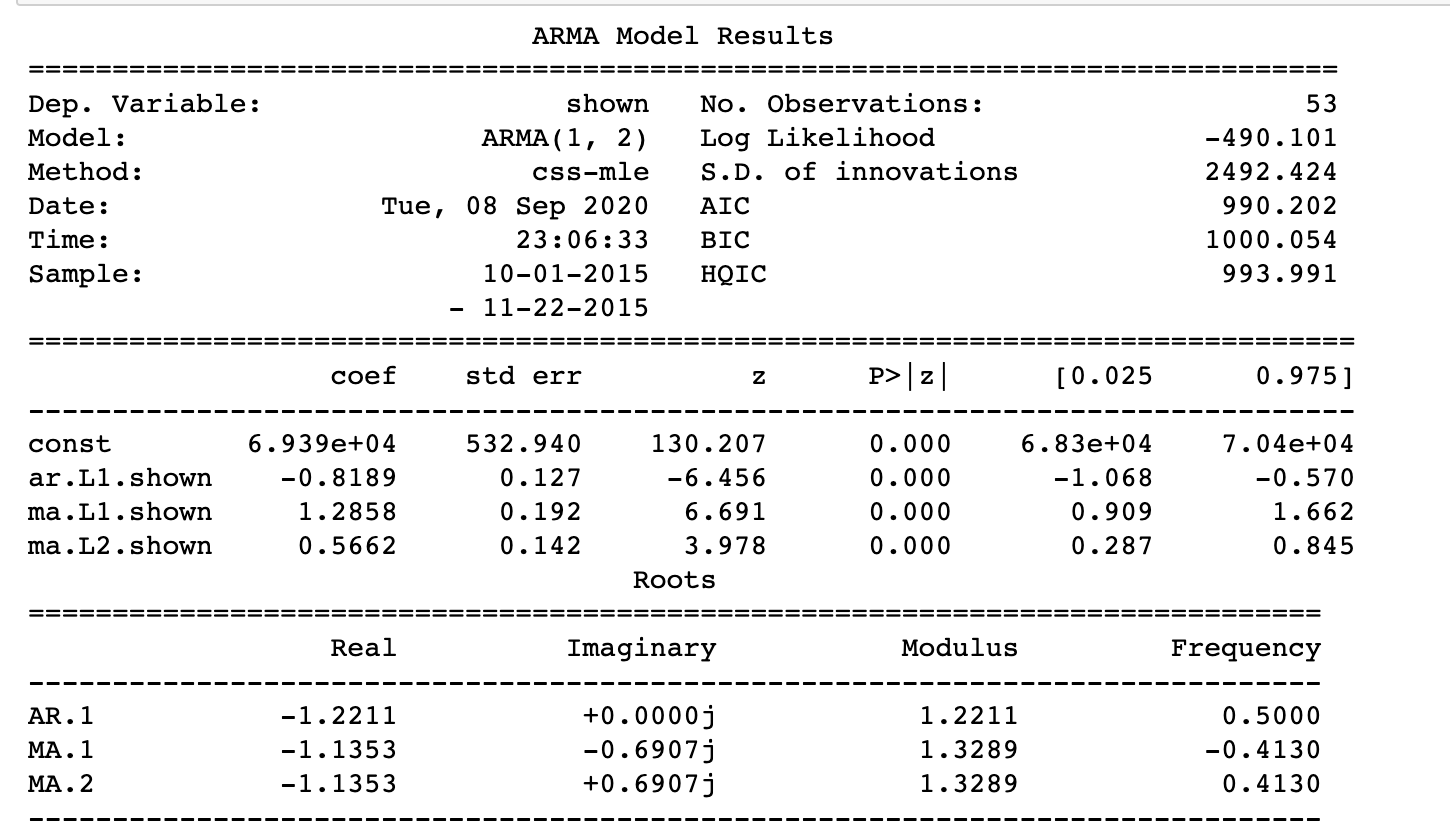 ARMA Model Results
==============================================================================
Dep. Variable:                  shown   No. Observations:                   53
Model:                     ARMA(1, 2)   Log Likelihood                -490.101
Method:                       css-mle   S.D. of innovations           2492.424
Date:                Tue, 08 Sep 2020   AIC                            990.202
Time:                        23:06:33   BIC                           1000.054
Sample:                    10-01-2015   HQIC                           993.991
                         - 11-22-2015
===============================================================================
                  coef    std err          z      P>|z|      [0.025      0.975]
-------------------------------------------------------------------------------
const        6.939e+04    532.940    130.207      0.000    6.83e+04    7.04e+04
ar.L1.shown    -0.8189      0.127     -6.456      0.000      -1.068      -0.570
ma.L1.shown     1.2858      0.192      6.691      0.000       0.909       1.662
ma.L2.shown     0.5662      0.142      3.978      0.000       0.287       0.845
                                    Roots
=============================================================================
                  Real          Imaginary           Modulus         Frequency
-----------------------------------------------------------------------------
AR.1           -1.2211           +0.0000j            1.2211            0.5000
MA.1           -1.1353           -0.6907j            1.3289           -0.4130
MA.2           -1.1353           +0.6907j            1.3289            0.4130
-----------------------------------------------------------------------------